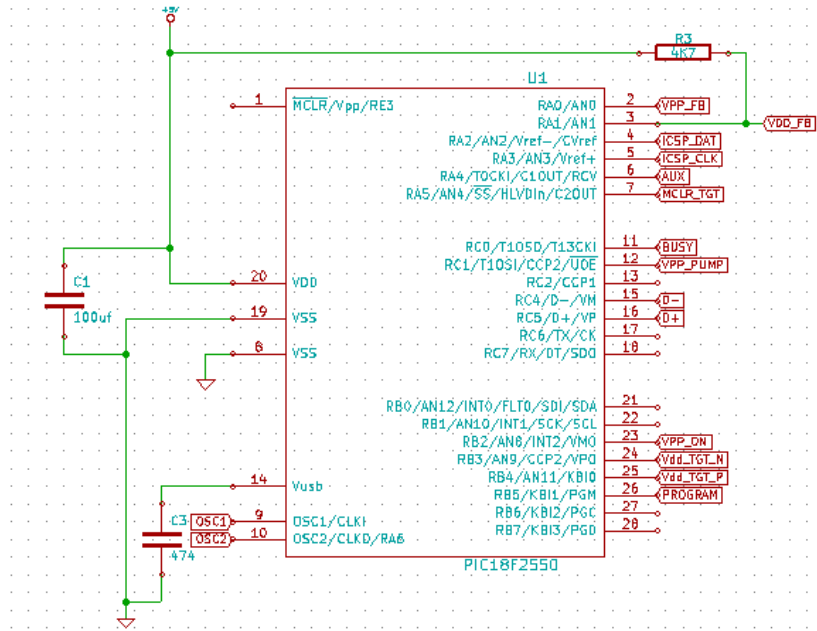 +5V
R3
4K7
U1
1 MCLR/Vpp/RE3
RA0/AN0 2 VPP_FB
RA1/AN1 3 VDD_FB
RA2/AN2/Vref-/CVref 4 ICSP_DAT
RA3/AN3/Vref+ 5 ICSP_CLK
RA4/T0CKI/C1OUT/RCV 6 AUX
RA5/AN4/SS/HLVDIn/C2OUT 7 MCLR_TGT
RC0/T1OSO/T13CKI 11 BUSY
RC1/T1OSI/CCP2/UOE 12 VPP_PUMP
C1
20 VDD
RC2/CCP1 13
RC4/D-/VM 15 D-
100uf
19 VSS
RC5/D+/VP 16 D+
RC6/TX/CK 17
8 VSS
RC7/RX/DT/SDO 18
RB0/AN12/INT0/FLT0/SDI/SDA 21
RB1/AN10/INT1/SCK/SCL 22
RB2/AN8/INT2/VMO 23 VPP_ON
RB3/AN9/CCP2/VPO 24 Vdd_TGT_N
RB4/AN11/KBI0 25 Vdd_TGT_P
14 Vusb
RB5/KBI1/PGM 26 PROGRAM
RB6/KBI2/PGC 27
C3 OSC1 9 OSC1/CLKI
RB7/KBI3/PGD 28
OSC2 10 OSC2/CLKO/RA6
474
PIC18F2550